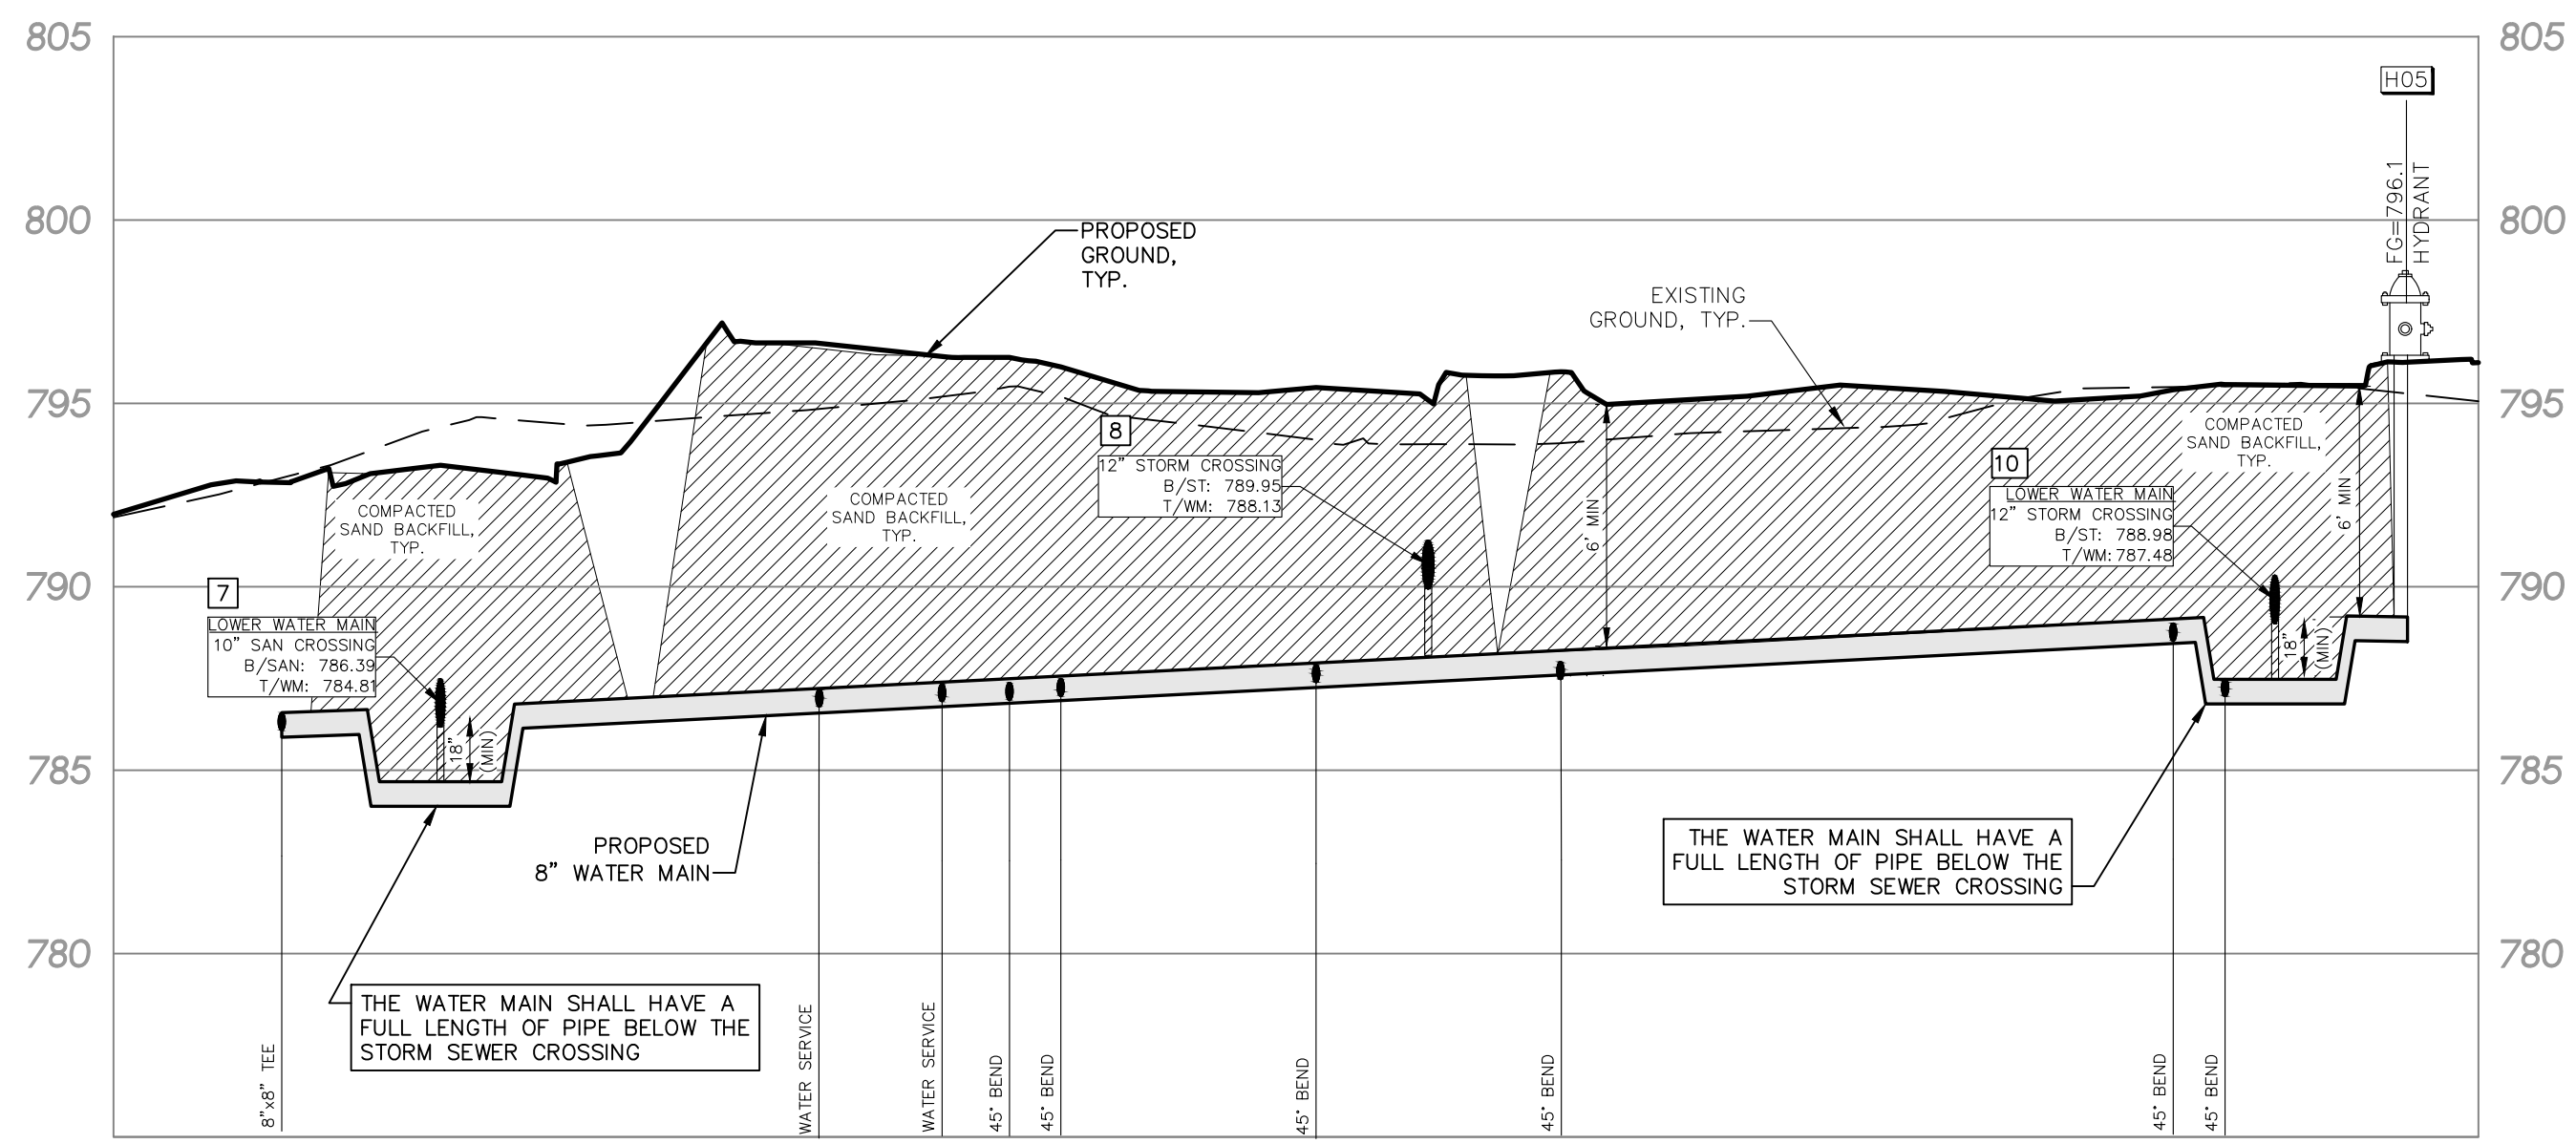 805
805
H05
FG=796.1
HYDRANT
800
800
PROPOSED
GROUND,
TYP.
EXISTING
GROUND, TYP.
795
795
8
12" STORM CROSSING
B/ST: 789.95
T/WM: 788.13
10
LOWER WATER MAIN
12" STORM CROSSING
B/ST: 788.98
T/WM: 787.48
COMPACTED
SAND BACKFILL,
TYP.
COMPACTED
SAND BACKFILL,
TYP.
COMPACTED
SAND BACKFILL,
TYP.
6' MIN
6' MIN
790
790
7
LOWER WATER MAIN
10" SAN CROSSING
B/SAN: 786.39
T/WM: 784.81
18"
(MIN)
18"
(MIN)
785
785
PROPOSED
8" WATER MAIN
THE WATER MAIN SHALL HAVE A
FULL LENGTH OF PIPE BELOW THE
STORM SEWER CROSSING
780
780
THE WATER MAIN SHALL HAVE A
FULL LENGTH OF PIPE BELOW THE
STORM SEWER CROSSING
8"x8" TEE
WATER SERVICE
WATER SERVICE
45° BEND
45° BEND
45° BEND
45° BEND
45° BEND
45° BEND